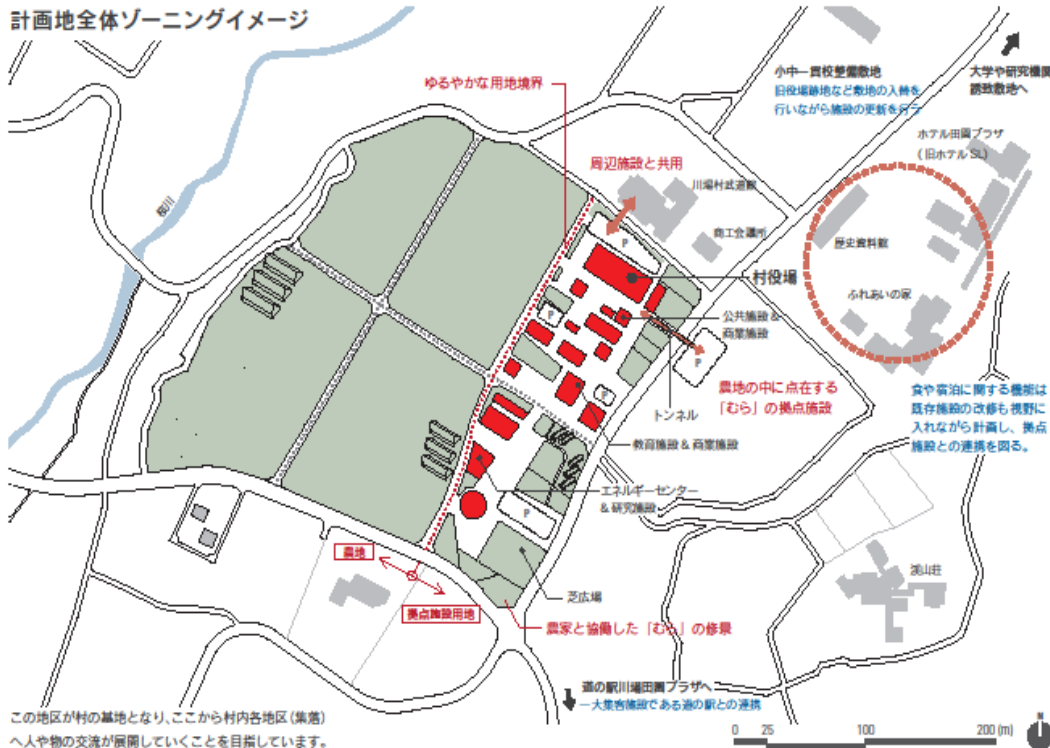 計画地全体ゾーニングイメージ
小中一貫校整備敷地
旧役場跡地など敷地の入替を
行いながら施設の更新を行う
大学や研究機関
誘致敷地へ
ゆるやかな用地境界
ホテル田園プラザ
(旧ホテルSL)
周辺施設と共用
川場村武道館
桜川
商工会議所
歴史資料館
P
村役場
ふれあいの家
公共施設&
商業施設
P
P
農地の中に点在する
「むら」の拠点施設
食や宿泊に関する機能は
既存施設の改修も視野に
入れながら計画し、拠点
施設との連携を図る。
P
トンネル
教育施設&商業施設
エネルギーセンター
&研究施設
P
農地
拠点施設用地
芝広場
渓山荘
農家と協働した「むら」の修景
道の駅川場田園プラザへ
一大集客施設である道の駅との連携
この地区が村の基地となり、ここから村内各地区(集落)
へ人や物の交流が展開していくことを目指しています。
0 25 100 200 (m)
N